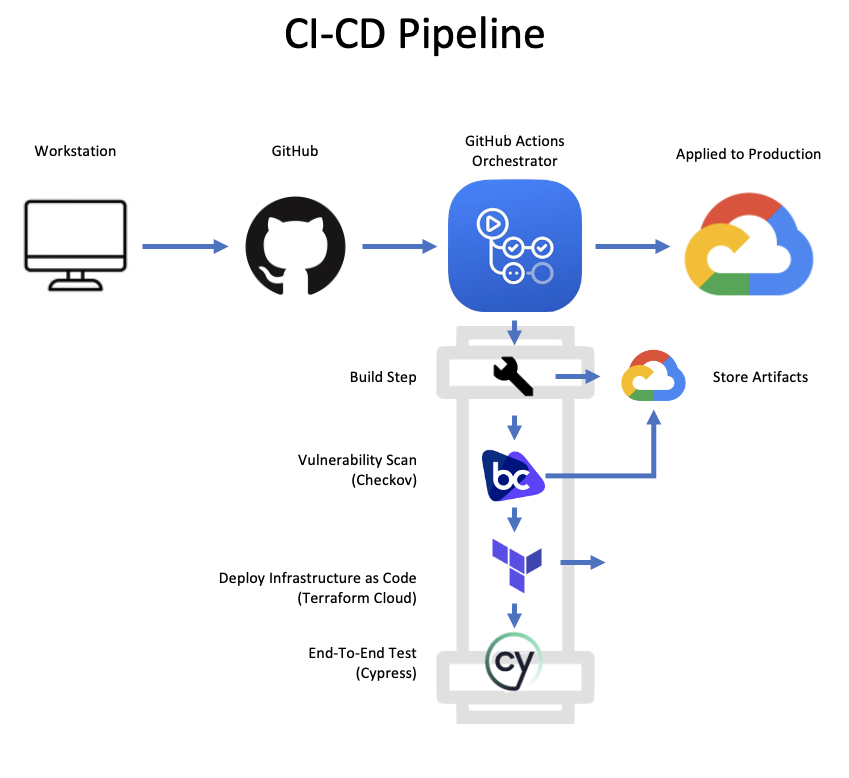 CI-CD Pipeline
Workstation
GitHub
GitHub Actions
Orchestrator
Applied to Production
Build Step
Store Artifacts
Vulnerability Scan
(Checkov)
bc
Deploy Infrastructure as Code
(Terraform Cloud)
End-To-End Test
(Cypress)
cy